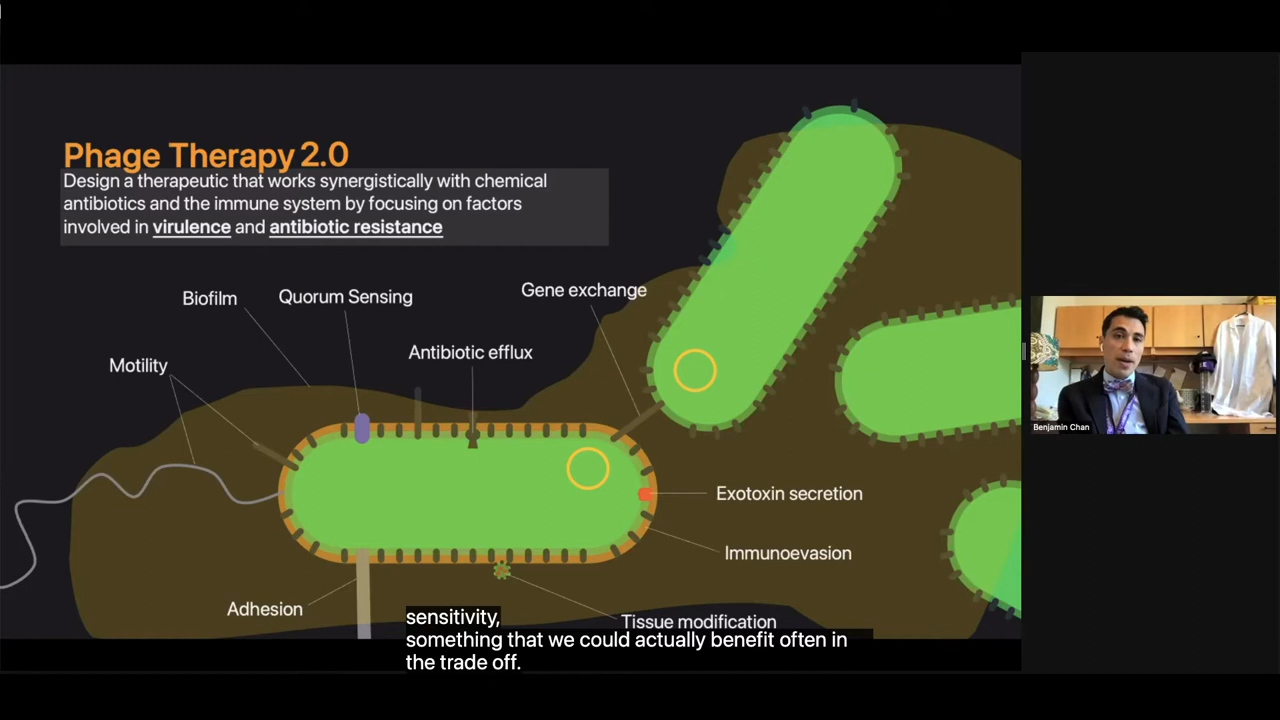 Phage Therapy 2.0
Design a therapeutic that works synergistically with chemical
antibiotics and the immune system by focusing on factors
involved in virulence and antibiotic resistance
Biofilm
Quorum Sensing
Gene exchange
Motility
Antibiotic efflux
Exotoxin secretion
Immunoevasion
Adhesion
Tissue modification
sensitivity,
something that we could actually benefit often in
the trade off.
Benjamin Chan